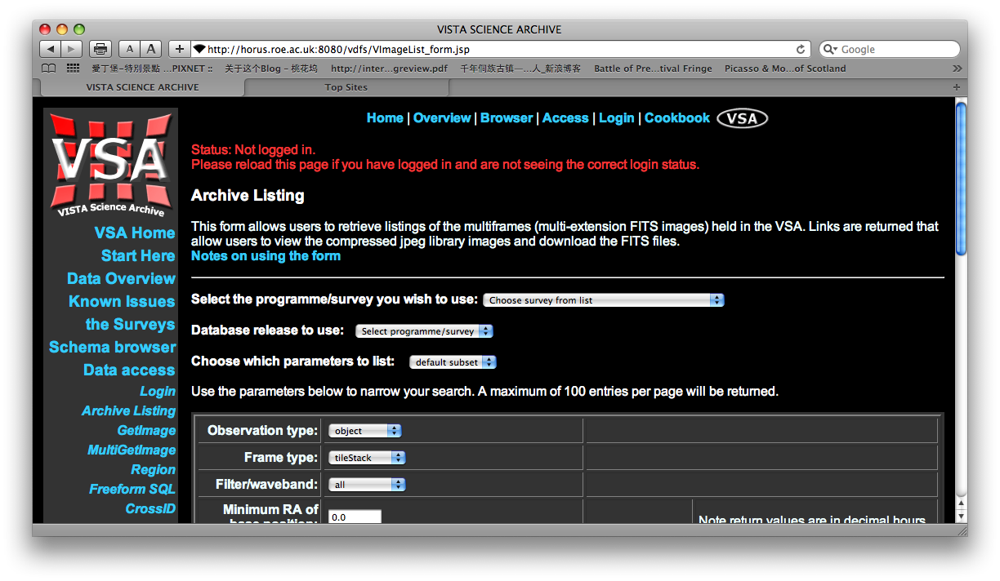 VISTA SCIENCE ARCHIVE
A A + http://horus.roe.ac.uk:8080/vdfs/VImageList_form.jsp Google
愛丁堡-特別景點 ...PIXNET :: 关于这个Blog - 桃花坞 http://inter...greview.pdf 千年侗族古镇—...人_新浪博客 Battle of Pre...tival Fringe Picasso & Mo...of Scotland »
VISTA SCIENCE ARCHIVE Top Sites +
VSA
VISTA Science Archive
VSA Home
Start Here
Data Overview
Known Issues
the Surveys
Schema browser
Data access
Login
Archive Listing
GetImage
MultiGetImage
Region
Freeform SQL
CrossID
Home | Overview | Browser | Access | Login | Cookbook VSA
Status: Not logged in.
Please reload this page if you have logged in and are not seeing the correct login status.
Archive Listing
This form allows users to retrieve listings of the multiframes (multi-extension FITS images) held in the VSA. Links are returned that
allow users to view the compressed jpeg library images and download the FITS files.
Notes on using the form
Select the programme/survey you wish to use: Choose survey from list
Database release to use: Select programme/survey
Choose which parameters to list: default subset
Use the parameters below to narrow your search. A maximum of 100 entries per page will be returned.
Observation type: object
Frame type: tileStack
Filter/waveband: all
Minimum RA of
base position: 0.0
Note return values are in decimal hours